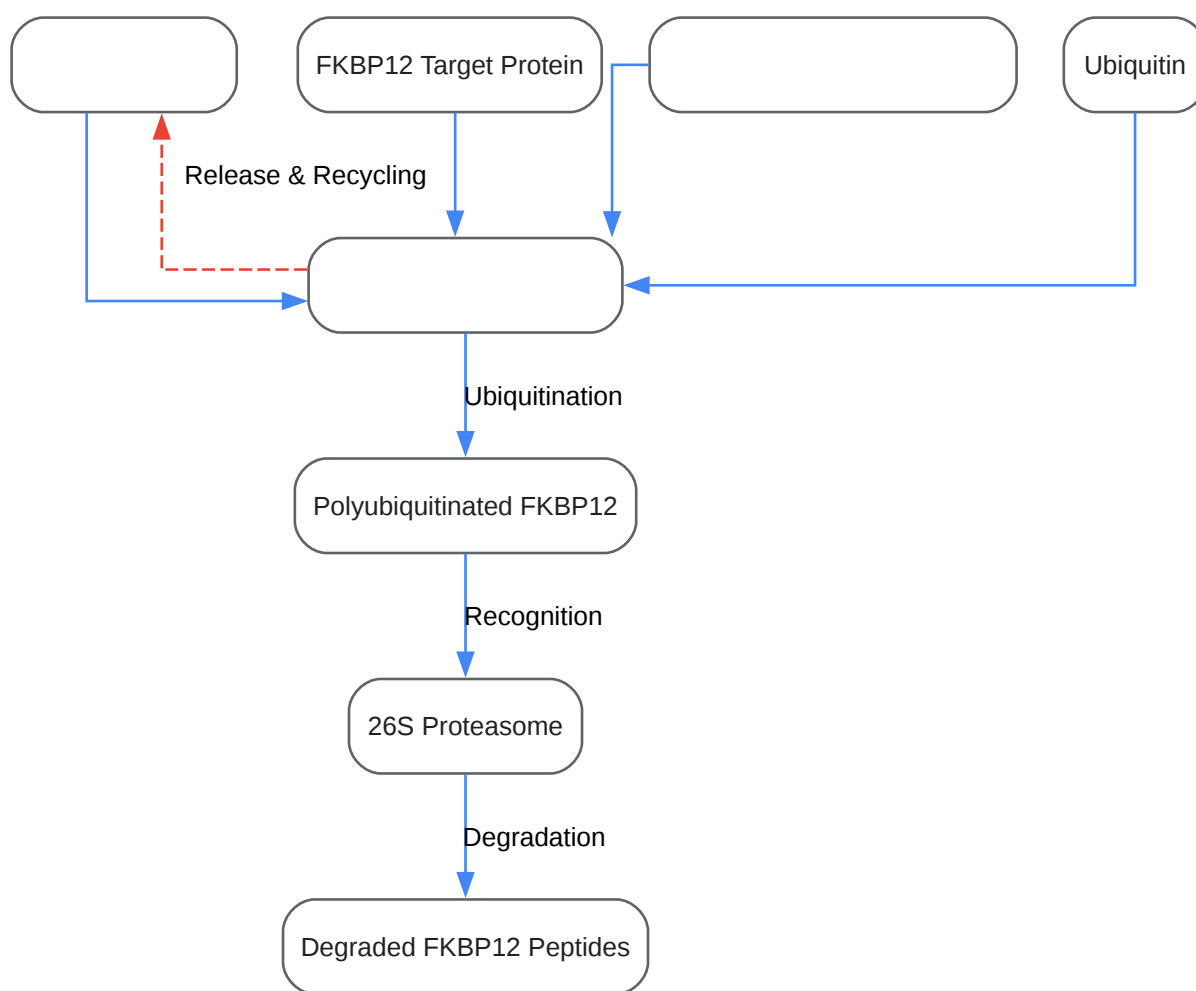 FKBP12 Target Protein
Ubiquitin
Release & Recycling
Ubiquitination
Polyubiquitinated FKBP12
Recognition
26S Proteasome
Degradation
Degraded FKBP12 Peptides